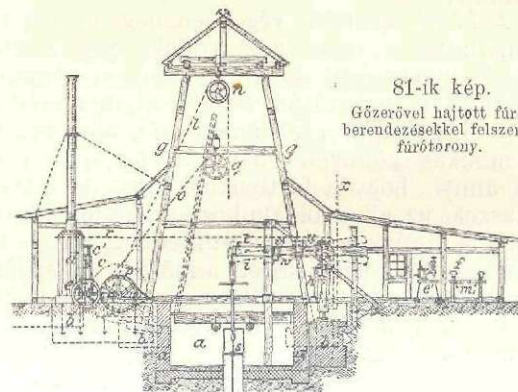 81-ik kép.
Gőzerővel hajtott fúr
berendezésekkel felszer
fúrótorony.
n
l
g
g
b
x
r
c
p
a
s
e
f
m